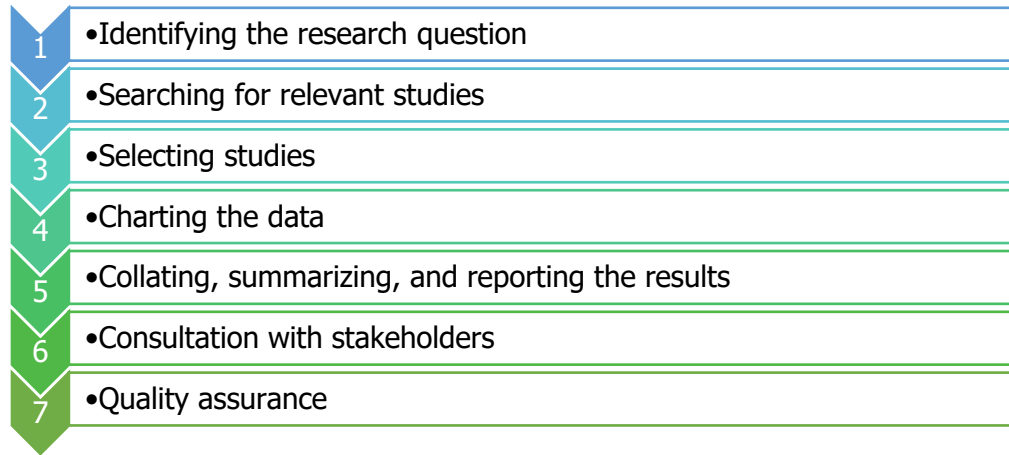 1 •Identifying the research question
2 •Searching for relevant studies
3 •Selecting studies
4 •Charting the data
5 •Collating, summarizing, and reporting the results
6 •Consultation with stakeholders
7 •Quality assurance